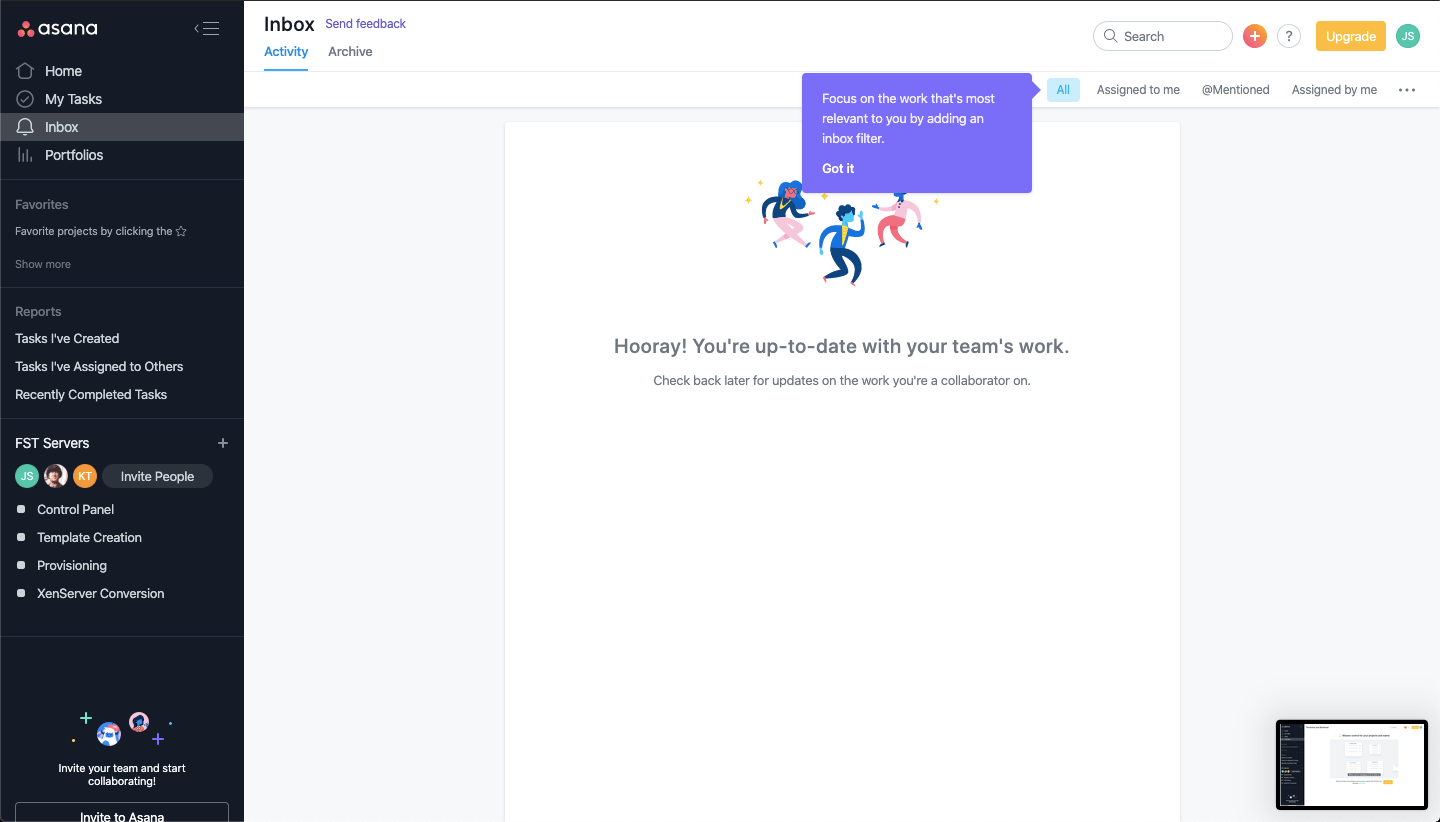 asana
Home
My Tasks
Inbox
Portfolios
Favorites
Favorite projects by clicking the
Show more
Reports
Tasks I've Created
Tasks I've Assigned to Others
Recently Completed Tasks
FST Servers
JS
KT
Invite People
Control Panel
Template Creation
Provisioning
XenServer Conversion
Invite your team and start
collaborating!
Invite to Asana
Inbox Send feedback
Activity Archive
Search
?
Upgrade
JS
All Assigned to me @Mentioned Assigned by me
Focus on the work that's most
relevant to you by adding an
inbox filter.
Got it
Hooray! You're up-to-date with your team's work.
Check back later for updates on the work you're a collaborator on.